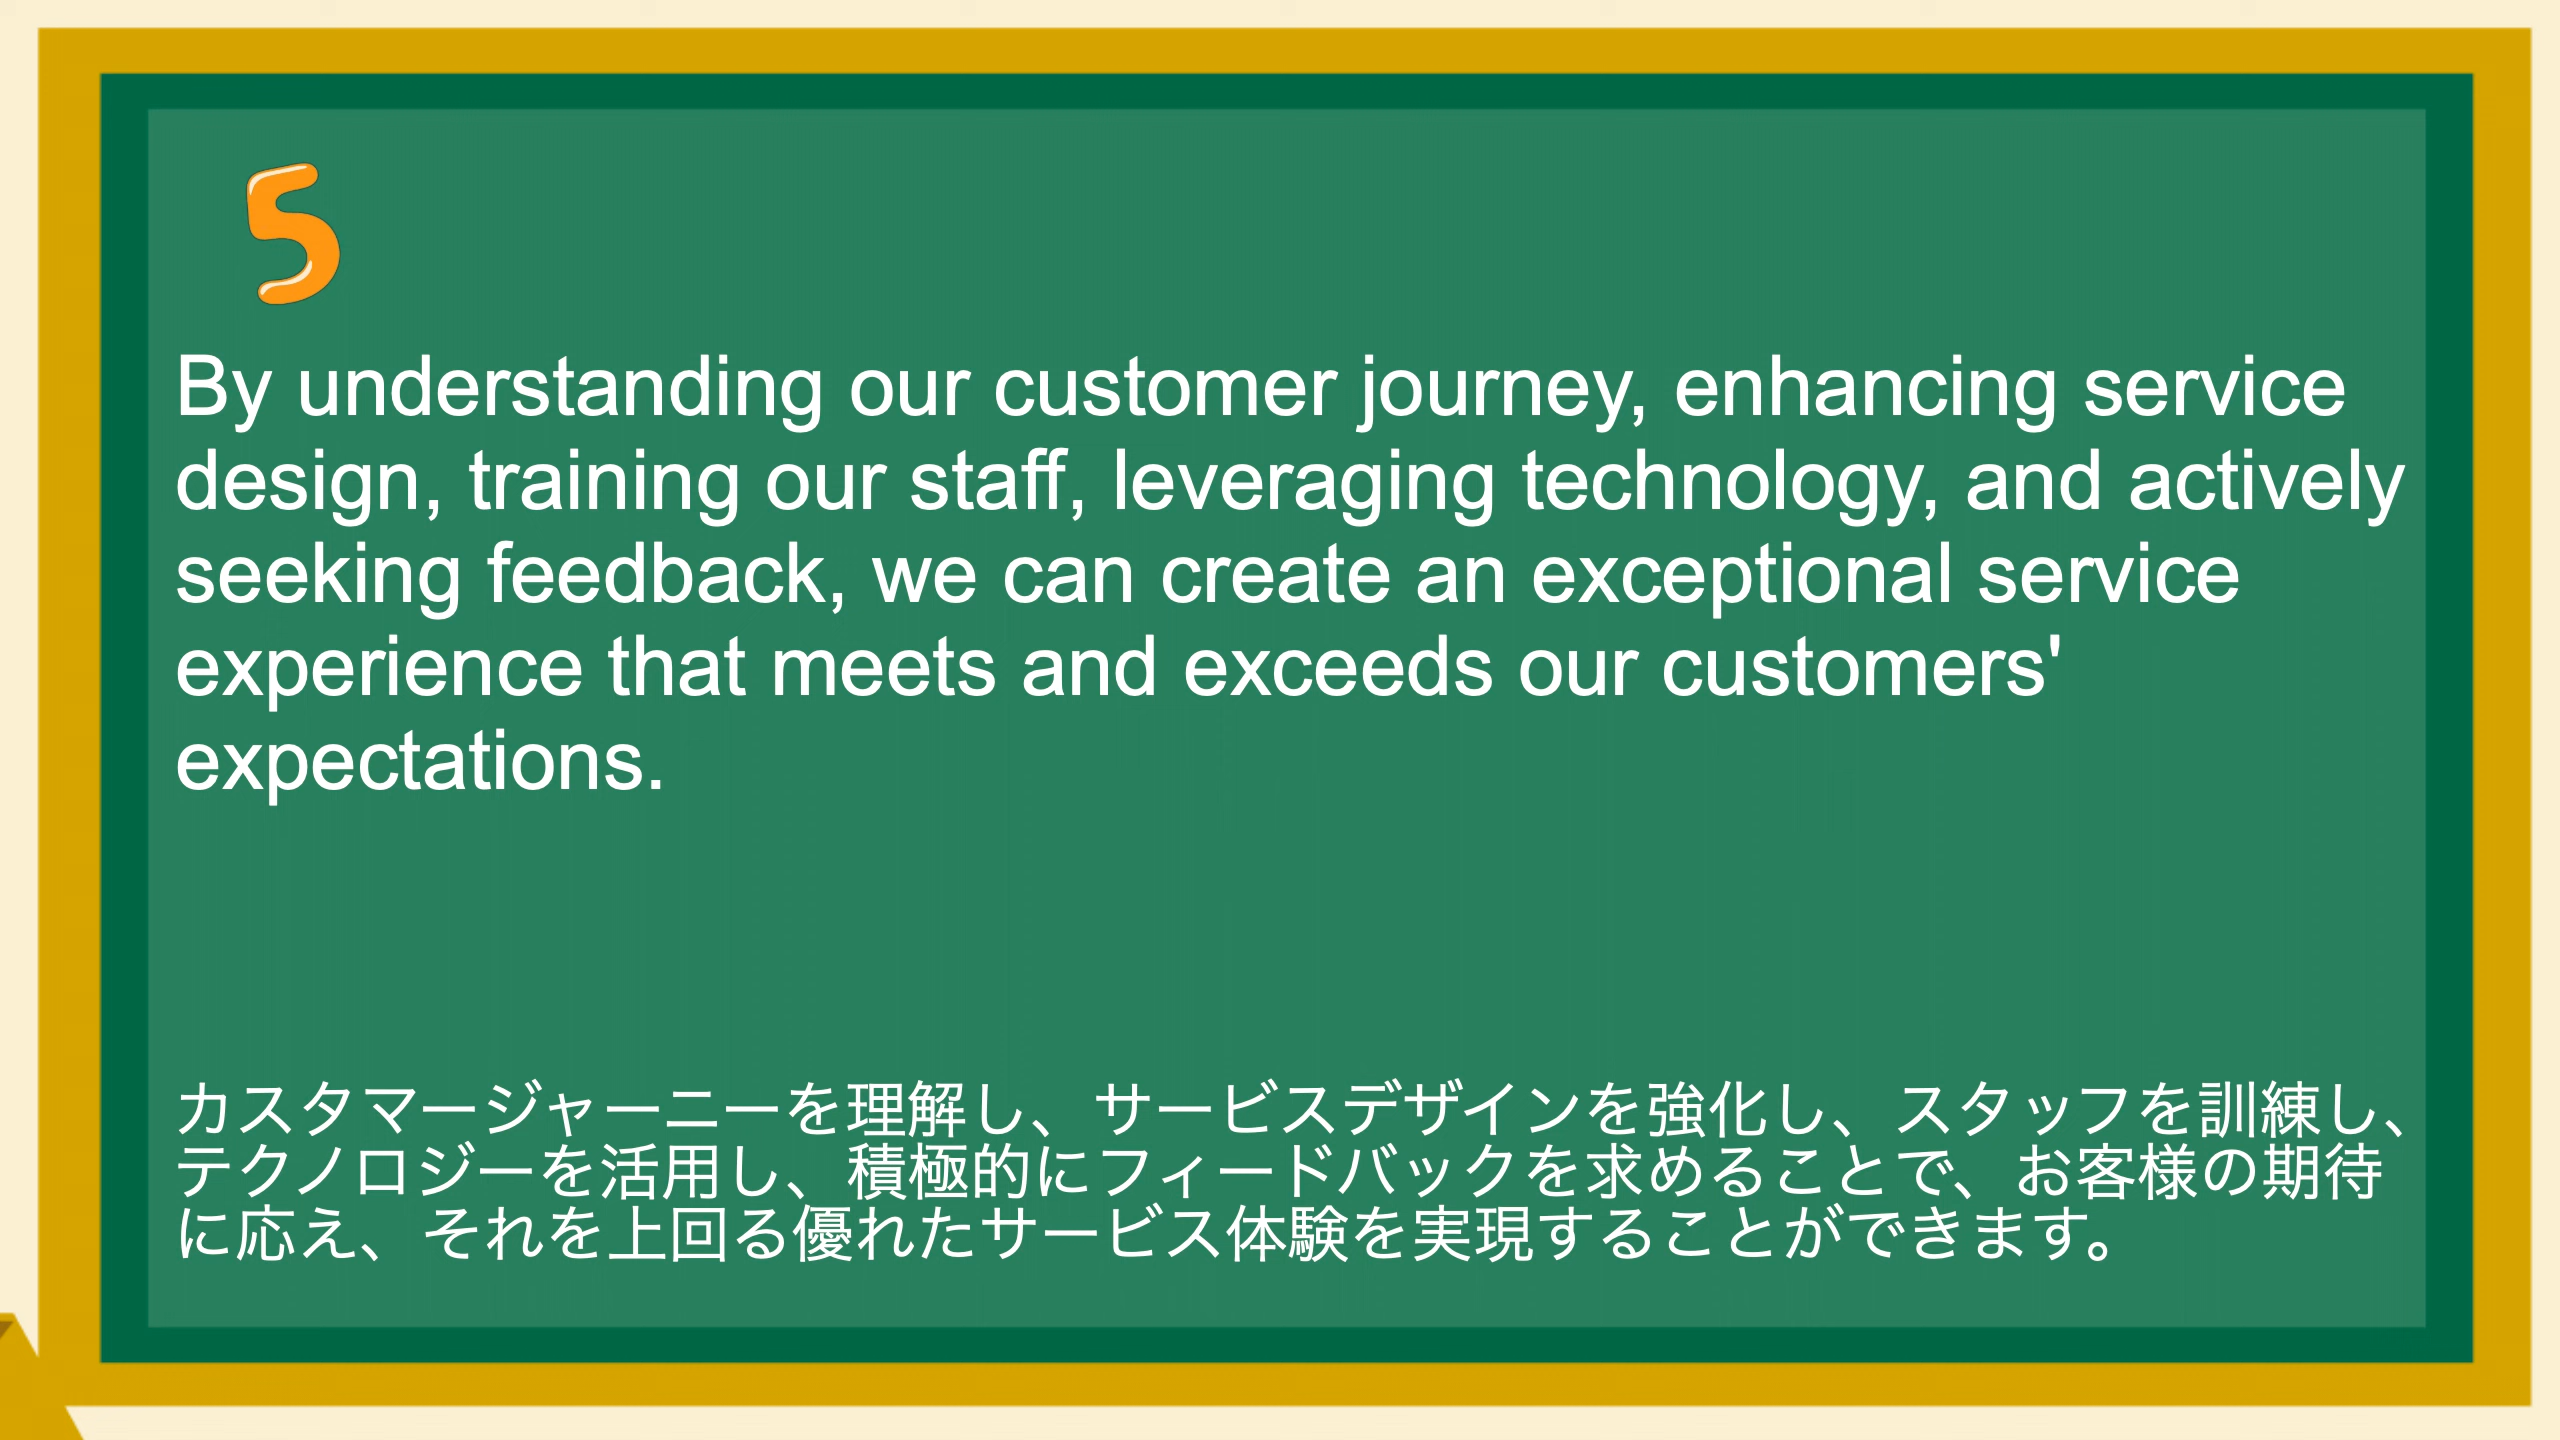 5
By understanding our customer journey, enhancing service
design, training our staff, leveraging technology, and actively
seeking feedback, we can create an exceptional service
experience that meets and exceeds our customers'
expectations.
カスタマージャーニーを理解し、サービスデザインを強化し、スタッフを訓練し、
テクノロジーを活用し、積極的にフィードバックを求めることで、お客様の期待
に応え、それを上回る優れたサービス体験を実現することができます。